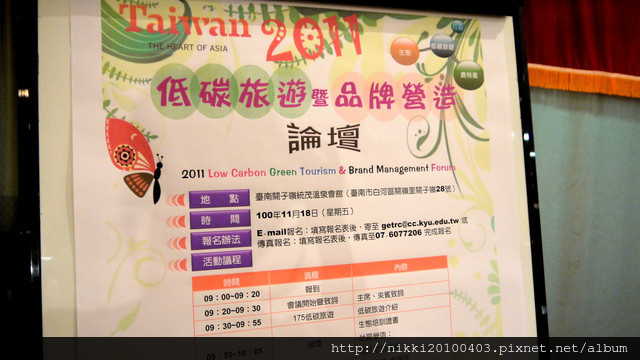 Taiwan 2011
THE HEART OF ASIA
生態
低碳旅遊
低碳旅遊暨品牌營造
論壇
2011 Low Carbon Green Tourism & Brand Management Forum
地 點
臺南關子嶺統茂溫泉會館（臺南市白河區關嶺里關子嶺28號）
時 間
100年11月18日（星期五）
報名辦法
E-mail報名：填寫報名表後，寄至 getrc@cc.kyu.edu.tw 或
傳真報名：填寫報名表後，傳真至07-6077206 完成報名
活動議程
時間 流程 內容
09：00~09：20 報到
09：20~09：30 會議開始暨致詞 主席、來賓致詞
09：30~09：55 175低碳旅遊 低碳旅遊介紹
生態培訓證書
http://nikki20100403.pixnet.net/album